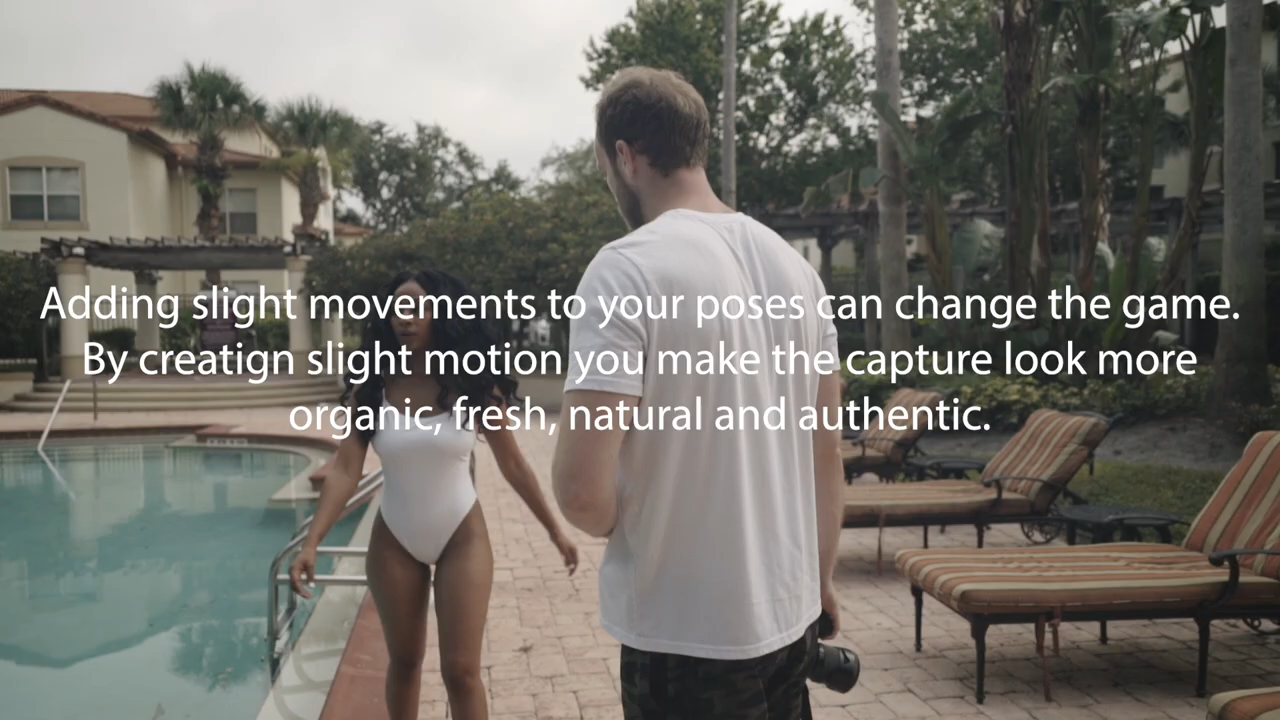 Adding slight movements to your poses can change the game.
By creatign slight motion you make the capture look more
organic, fresh, natural and authentic.